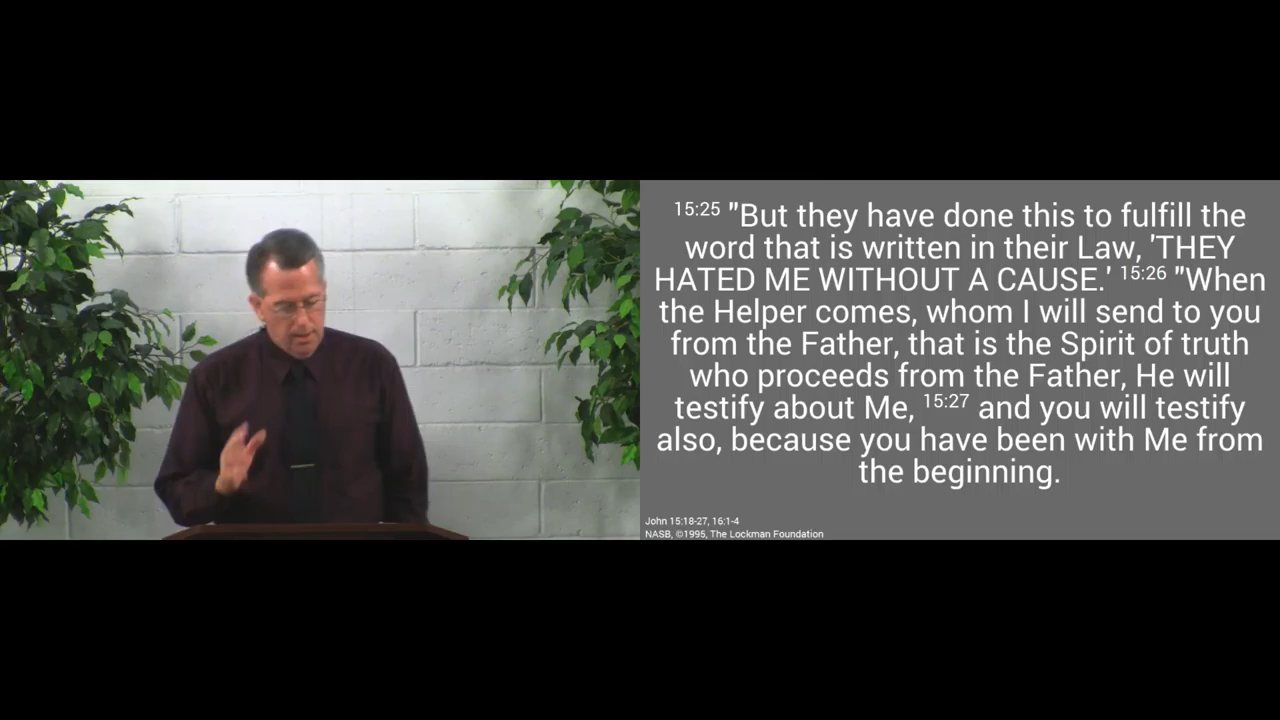 15:25 "But they have done this to fulfill the
word that is written in their Law, 'THEY
HATED ME WITHOUT A CAUSE.' 15:26 "When
the Helper comes, whom I will send to you
from the Father, that is the Spirit of truth
who proceeds from the Father, He will
testify about Me, 15:27 and you will testify
also, because you have been with Me from
the beginning.
John 15:18-27, 16:1-4
NASB, ©1995, The Lockman Foundation